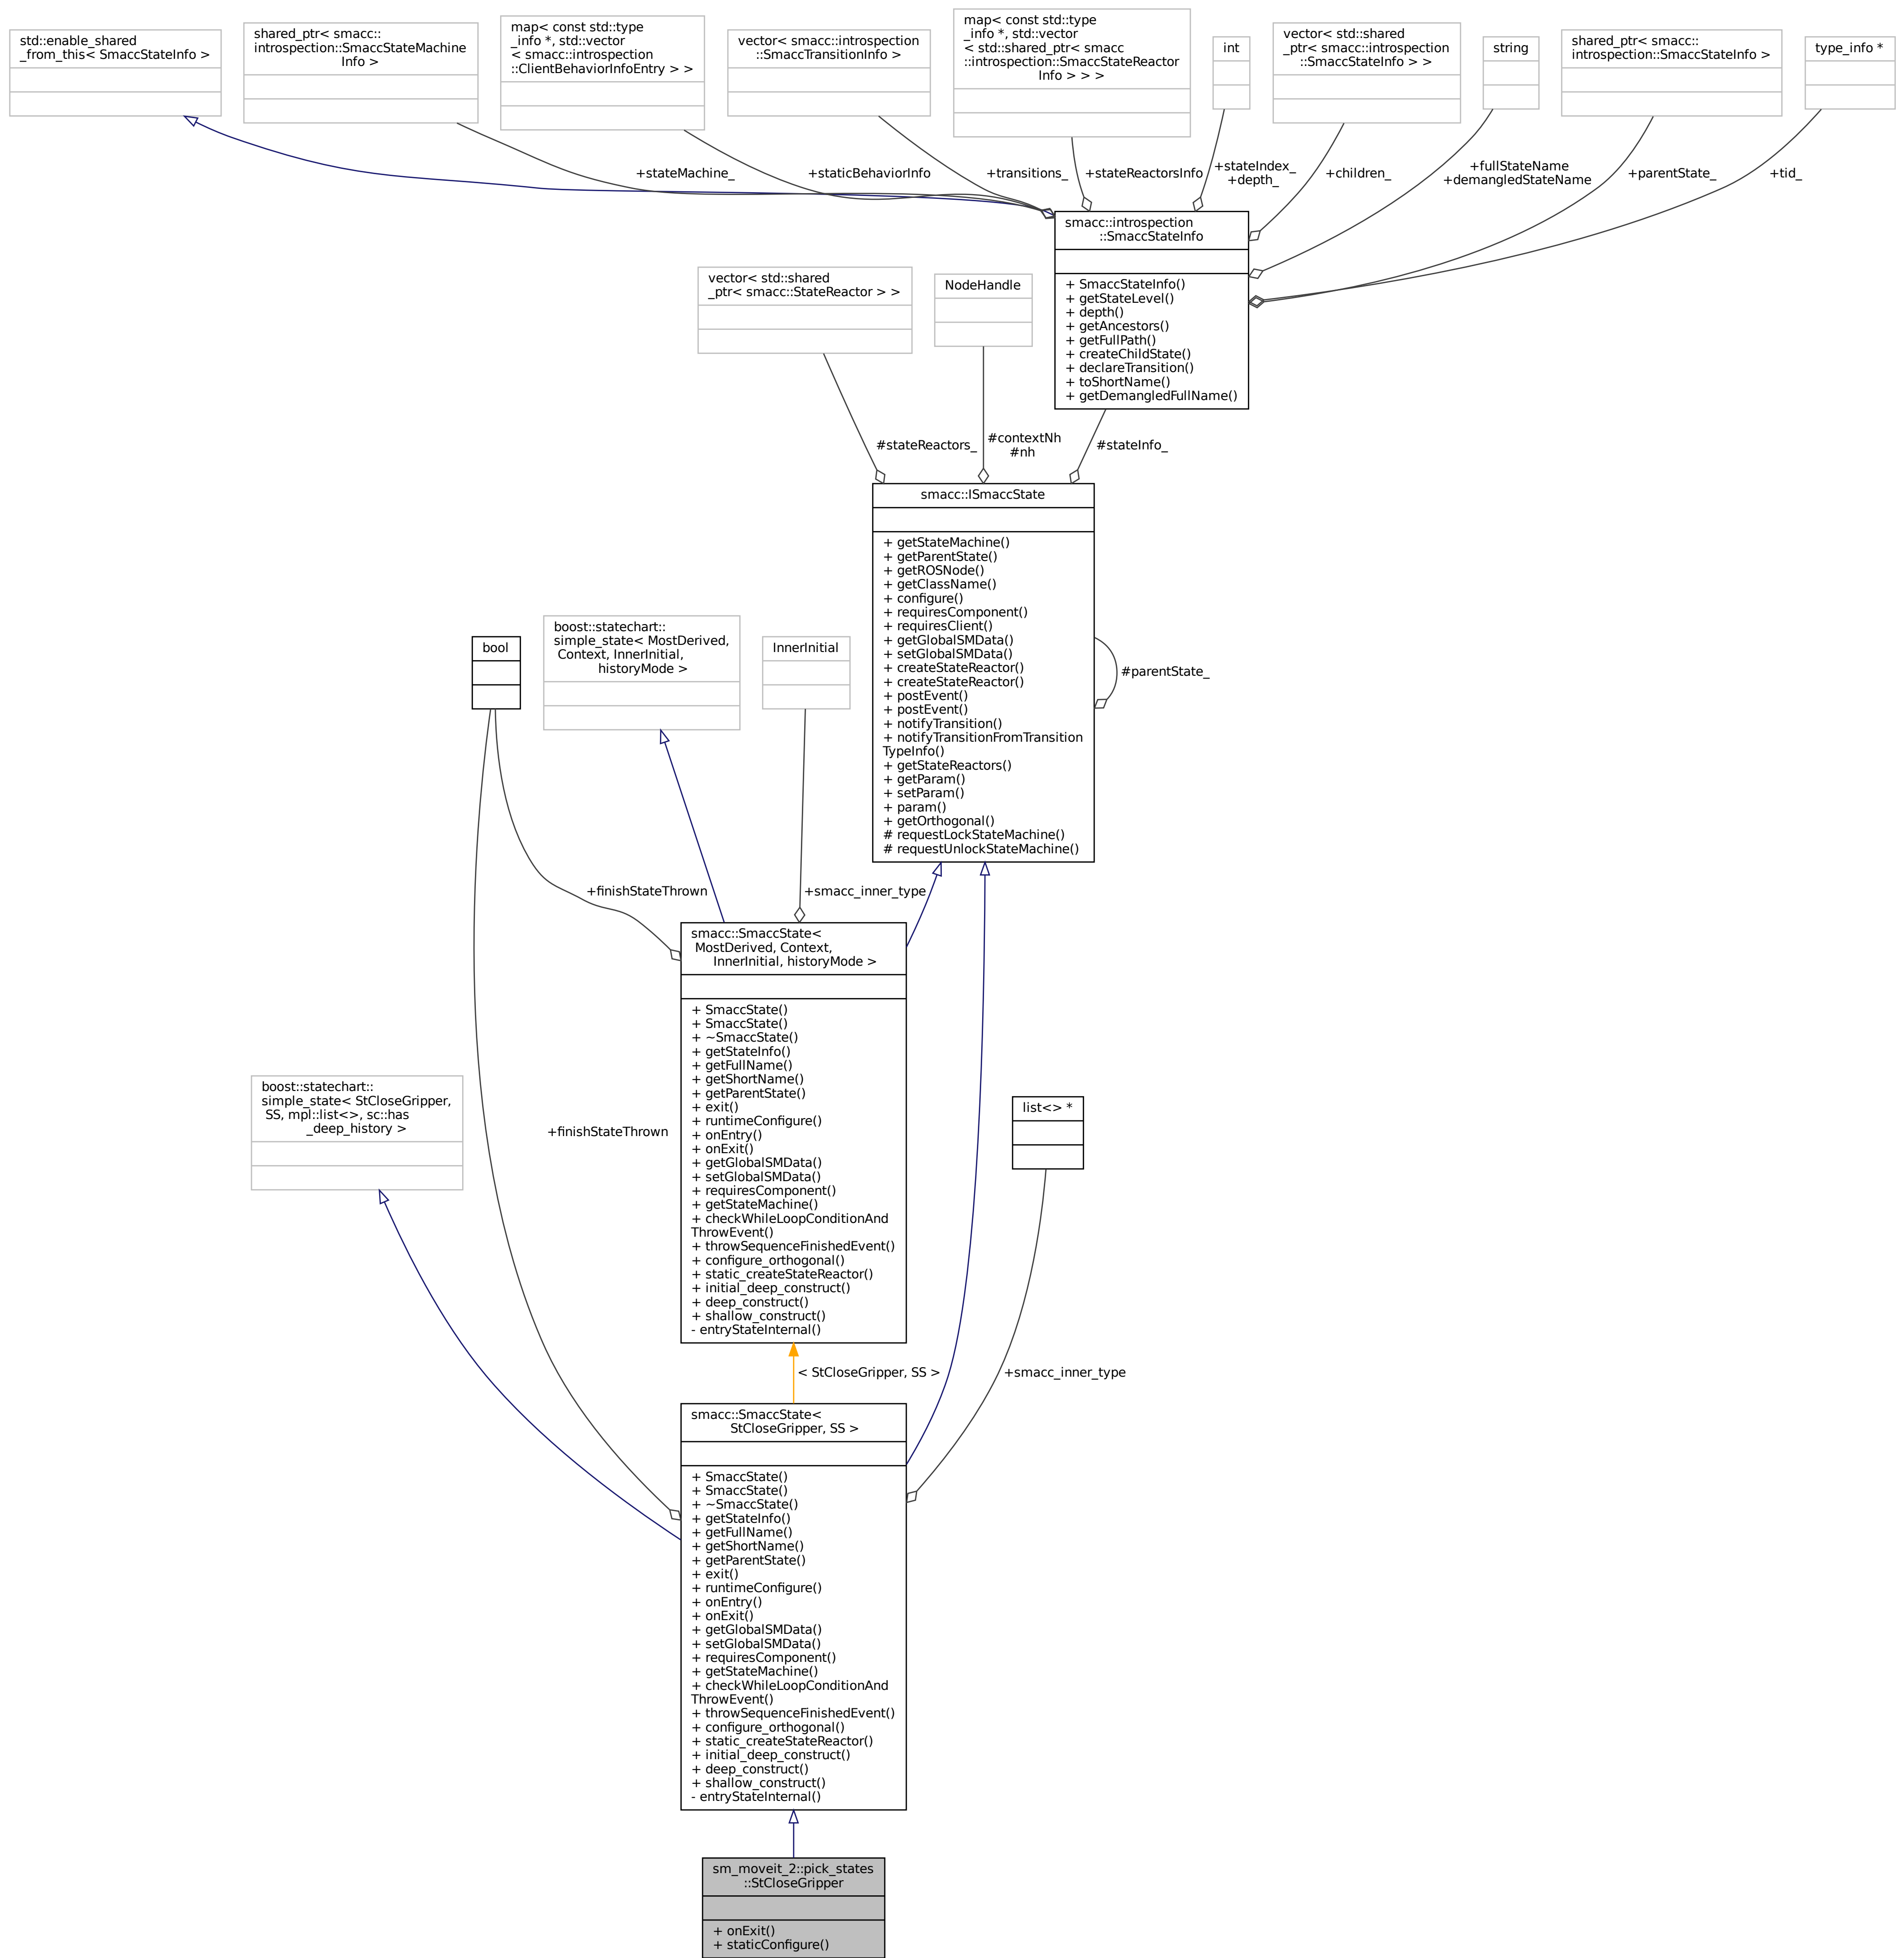 std::enable_shared
_from_this< SmaccStateInfo >
shared_ptr< smacc::
introspection::SmaccStateMachine
Info >
map< const std::type
_info *, std::vector
< smacc::introspection
::ClientBehaviorInfoEntry > >
vector< smacc::introspection
::SmaccTransitionInfo >
map< const std::type
_info *, std::vector
< std::shared_ptr< smacc
::introspection::SmaccStateReactor
Info > > >
int
vector< std::shared
_ptr< smacc::introspection
::SmaccStateInfo > >
string
shared_ptr< smacc::
introspection::SmaccStateInfo >
type_info *
+stateMachine_
+staticBehaviorInfo
+transitions_
+stateReactorsInfo
+stateIndex_
+depth_
+children_
+fullStateName
+demangledStateName
+parentState_
+tid_
smacc::introspection
::SmaccStateInfo
+ SmaccStateInfo()
+ getStateLevel()
+ depth()
+ getAncestors()
+ getFullPath()
+ createChildState()
+ declareTransition()
+ toShortName()
+ getDemangledFullName()
vector< std::shared
_ptr< smacc::StateReactor > >
NodeHandle
#stateReactors_
#contextNh
#nh
#stateInfo_
smacc::ISmaccState
+ getStateMachine()
+ getParentState()
+ getROSNode()
+ getClassName()
+ configure()
+ requiresComponent()
+ requiresClient()
+ getGlobalSMData()
+ setGlobalSMData()
+ createStateReactor()
+ createStateReactor()
+ postEvent()
+ postEvent()
+ notifyTransition()
+ notifyTransitionFromTransition
TypeInfo()
+ getStateReactors()
+ getParam()
+ setParam()
+ param()
+ getOrthogonal()
# requestLockStateMachine()
# requestUnlockStateMachine()
#parentState_
bool
boost::statechart::
simple_state< MostDerived,
Context, InnerInitial,
historyMode >
InnerInitial
+finishStateThrown
+smacc_inner_type
smacc::SmaccState<
MostDerived, Context,
InnerInitial, historyMode >
+ SmaccState()
+ SmaccState()
+ ~SmaccState()
+ getStateInfo()
+ getFullName()
+ getShortName()
+ getParentState()
+ exit()
+ runtimeConfigure()
+ onEntry()
+ onExit()
+ getGlobalSMData()
+ setGlobalSMData()
+ requiresComponent()
+ getStateMachine()
+ checkWhileLoopConditionAnd
ThrowEvent()
+ throwSequenceFinishedEvent()
+ configure_orthogonal()
+ static_createStateReactor()
+ initial_deep_construct()
+ deep_construct()
+ shallow_construct()
- entryStateInternal()
boost::statechart::
simple_state< StCloseGripper,
SS, mpl::list<>, sc::has
_deep_history >
+finishStateThrown
list<> *
< StCloseGripper, SS >
+smacc_inner_type
smacc::SmaccState<
StCloseGripper, SS >
+ SmaccState()
+ SmaccState()
+ ~SmaccState()
+ getStateInfo()
+ getFullName()
+ getShortName()
+ getParentState()
+ exit()
+ runtimeConfigure()
+ onEntry()
+ onExit()
+ getGlobalSMData()
+ setGlobalSMData()
+ requiresComponent()
+ getStateMachine()
+ checkWhileLoopConditionAnd
ThrowEvent()
+ throwSequenceFinishedEvent()
+ configure_orthogonal()
+ static_createStateReactor()
+ initial_deep_construct()
+ deep_construct()
+ shallow_construct()
- entryStateInternal()
sm_moveit_2::pick_states
::StCloseGripper
+ onExit()
+ staticConfigure()